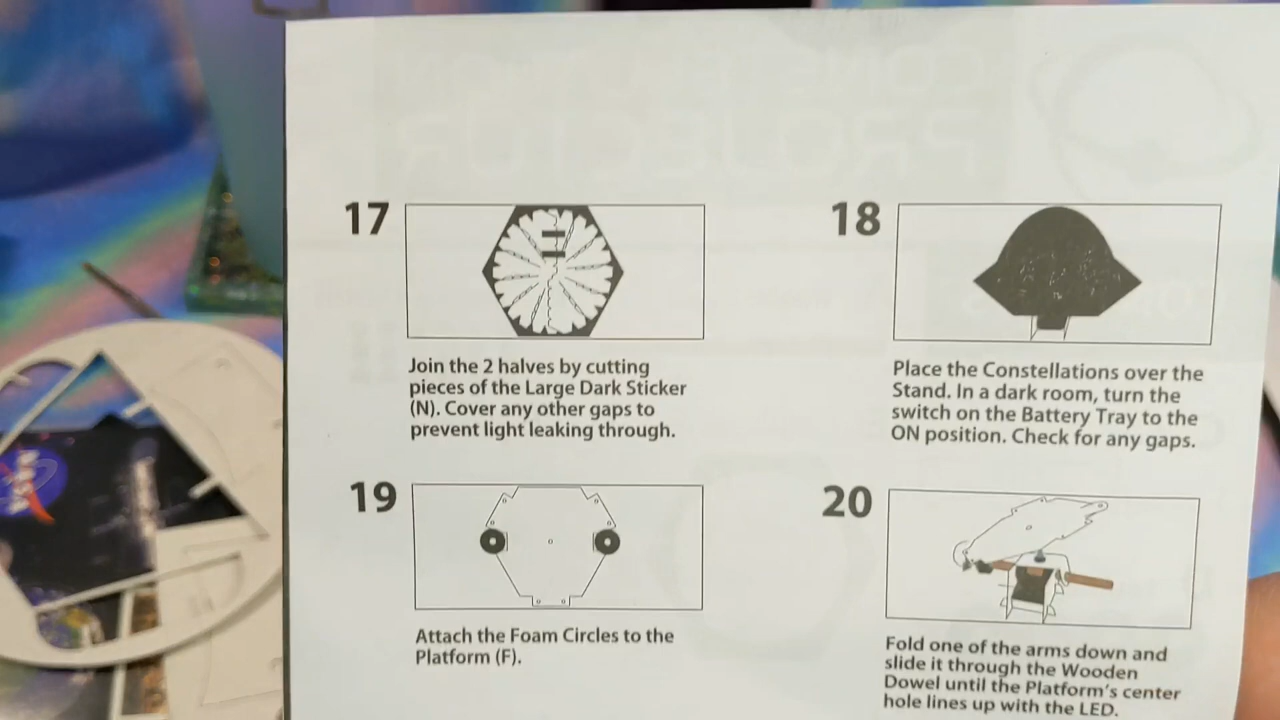 17
Join the 2 halves by cutting
pieces of the Large Dark Sticker
(N). Cover any other gaps to
prevent light leaking through.
18
Place the Constellations over the
Stand. In a dark room, turn the
switch on the Battery Tray to the
ON position. Check for any gaps.
19
Attach the Foam Circles to the
Platform (F).
20
Fold one of the arms down and
slide it through the Wooden
Dowel until the Platform's center
hole lines up with the LED.
NASA